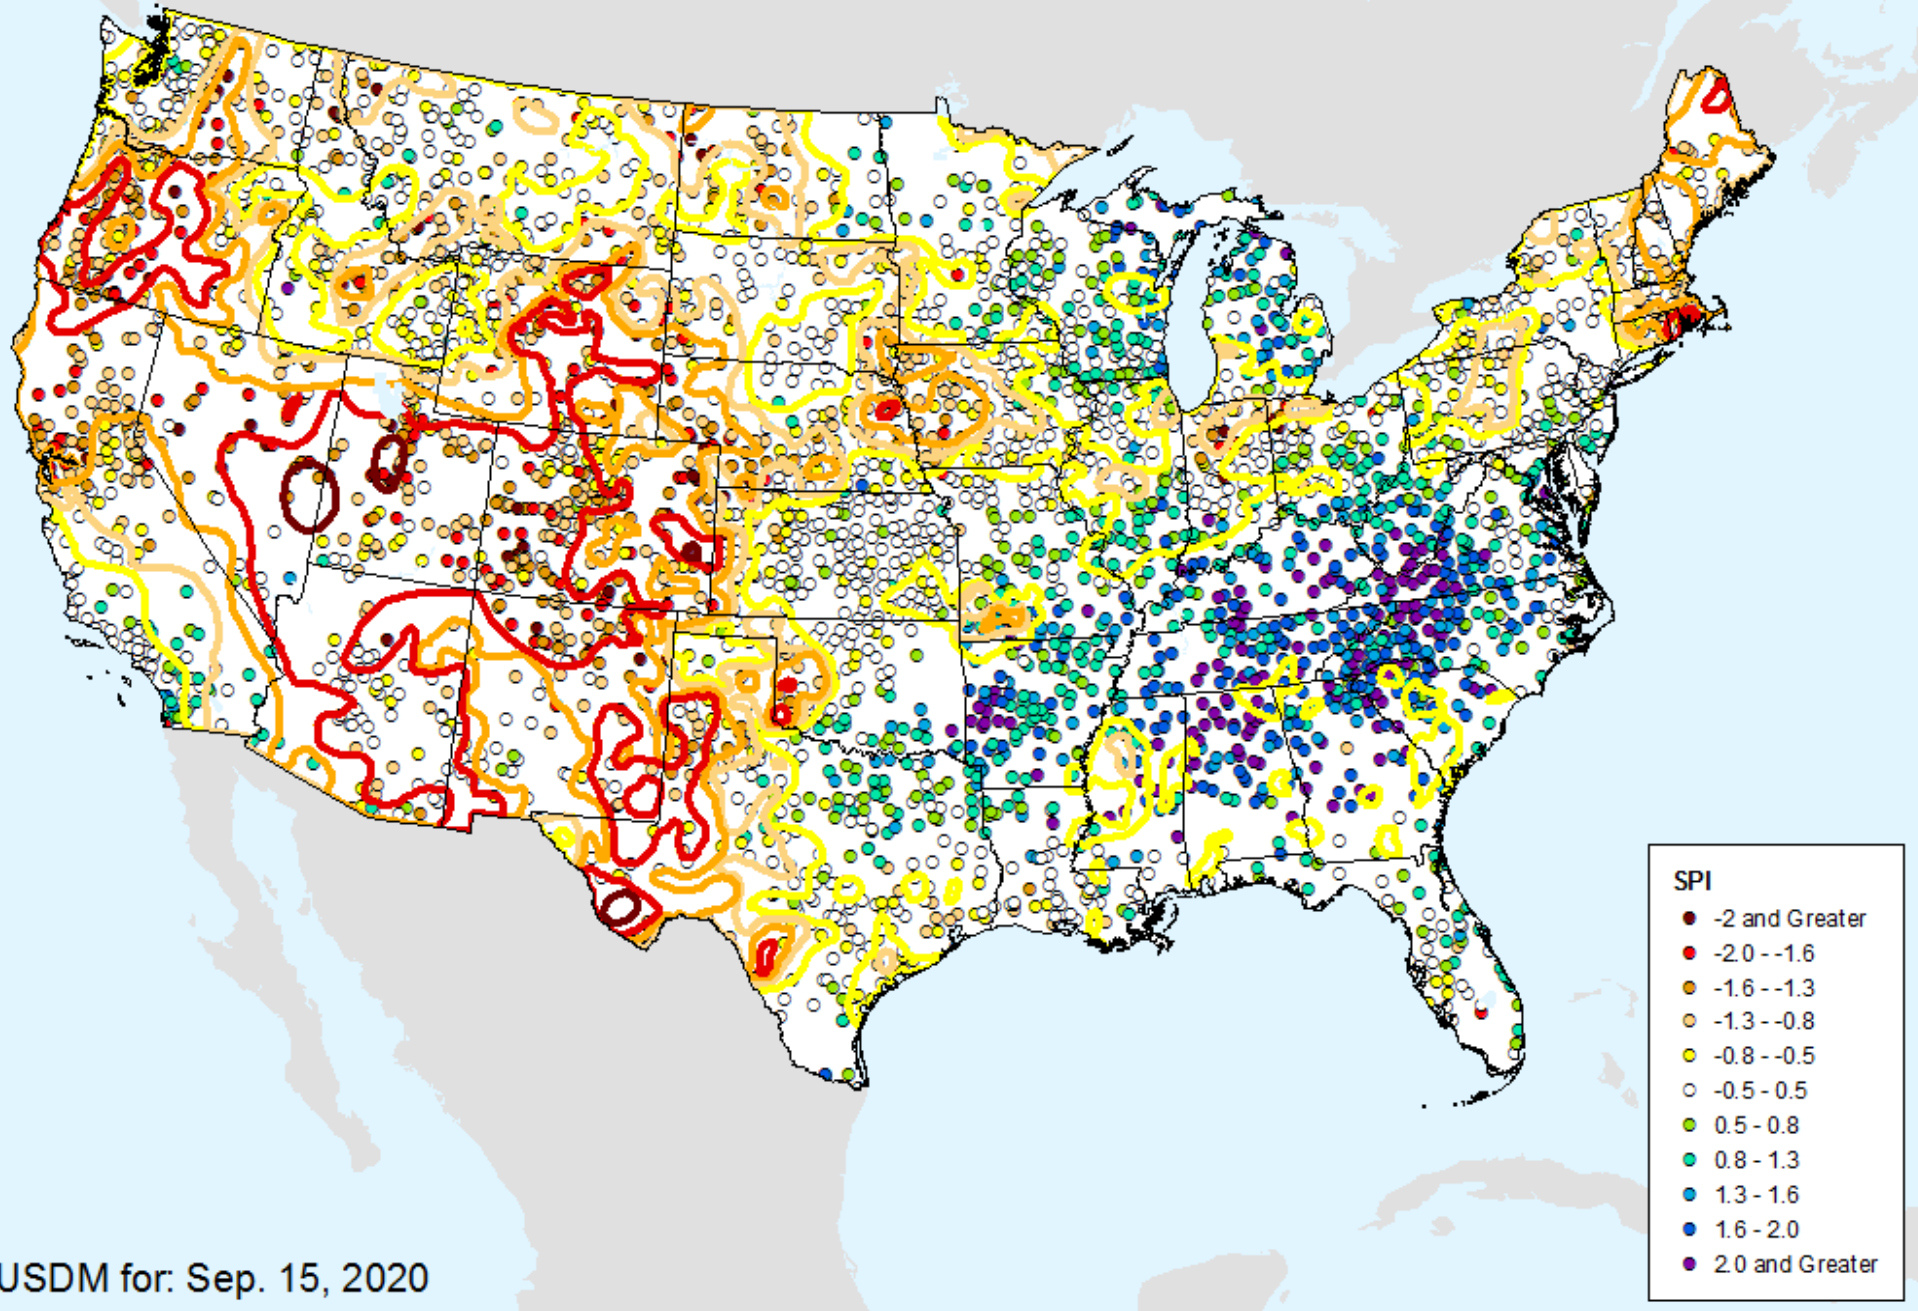 SPI
-2 and Greater
-2.0 - -1.6
-1.6 - -1.3
-1.3 - -0.8
-0.8 - -0.5
-0.5 - 0.5
0.5 - 0.8
0.8 - 1.3
1.3 - 1.6
1.6 - 2.0
2.0 and Greater
USDM for: Sep. 15, 2020